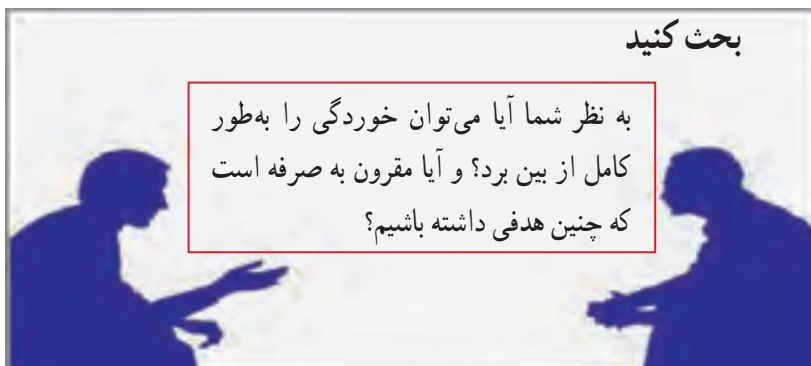 بحث کنید
به نظر شما آیا می‌توان خوردگی را به‌طور
کامل از بین برد؟ و آیا مقرون به صرفه است
که چنین هدفی داشته باشیم؟